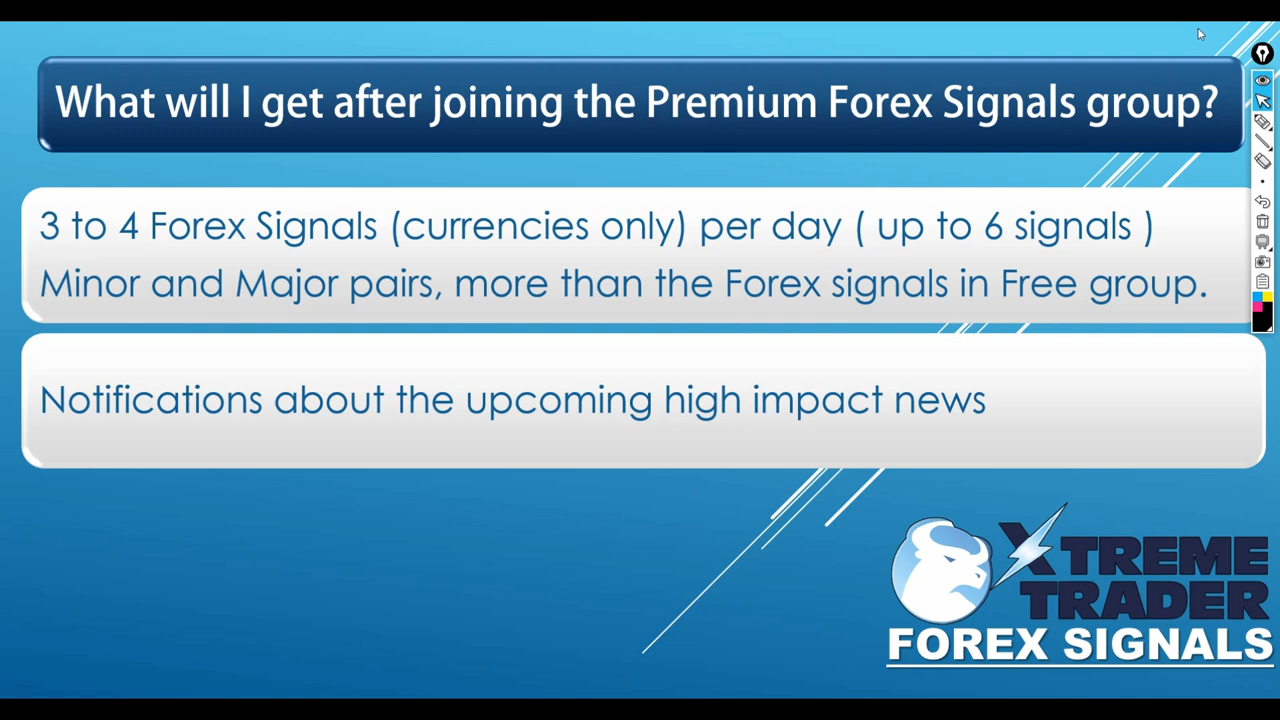 What will I get after joining the Premium Forex Signals group?
3 to 4 Forex Signals (currencies only) per day ( up to 6 signals )
Minor and Major pairs, more than the Forex signals in Free group.
Notifications about the upcoming high impact news
XTREME
TRADER
FOREX SIGNALS